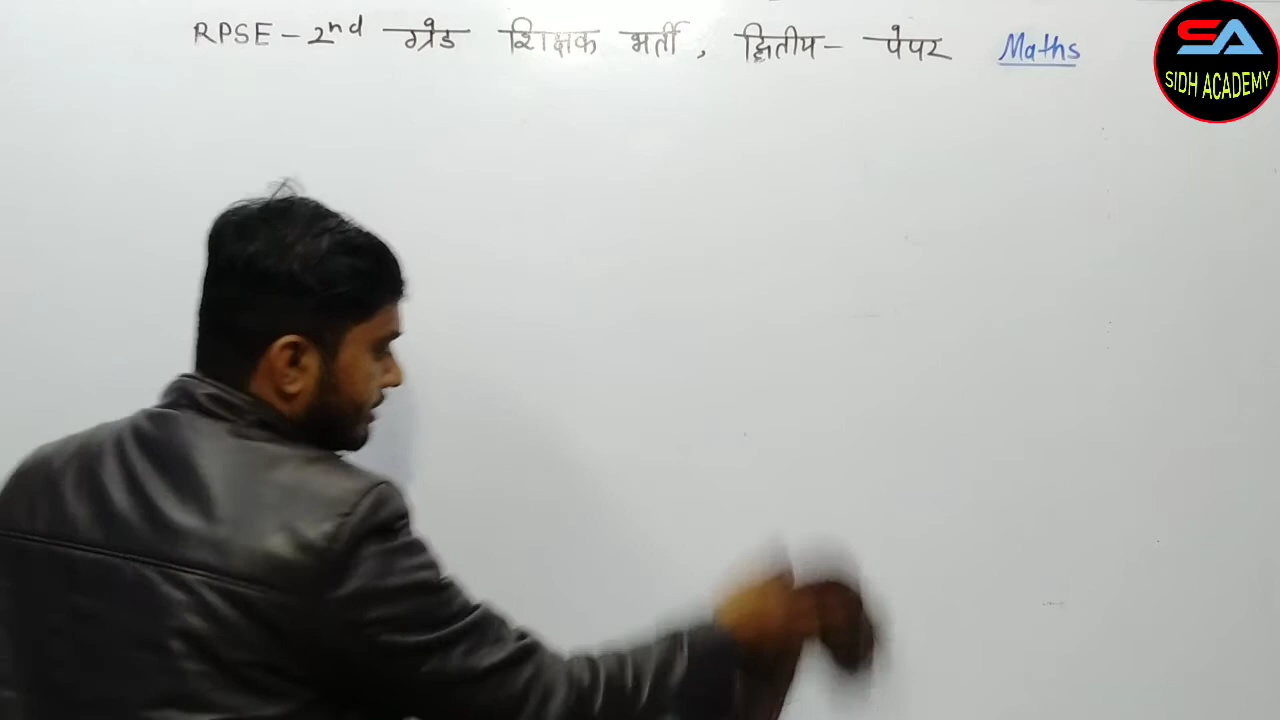 RPSE - 2nd ग्रेड शिक्षक भर्ती, द्वितीय - पेपर Maths
SA
SIDH ACADEMY